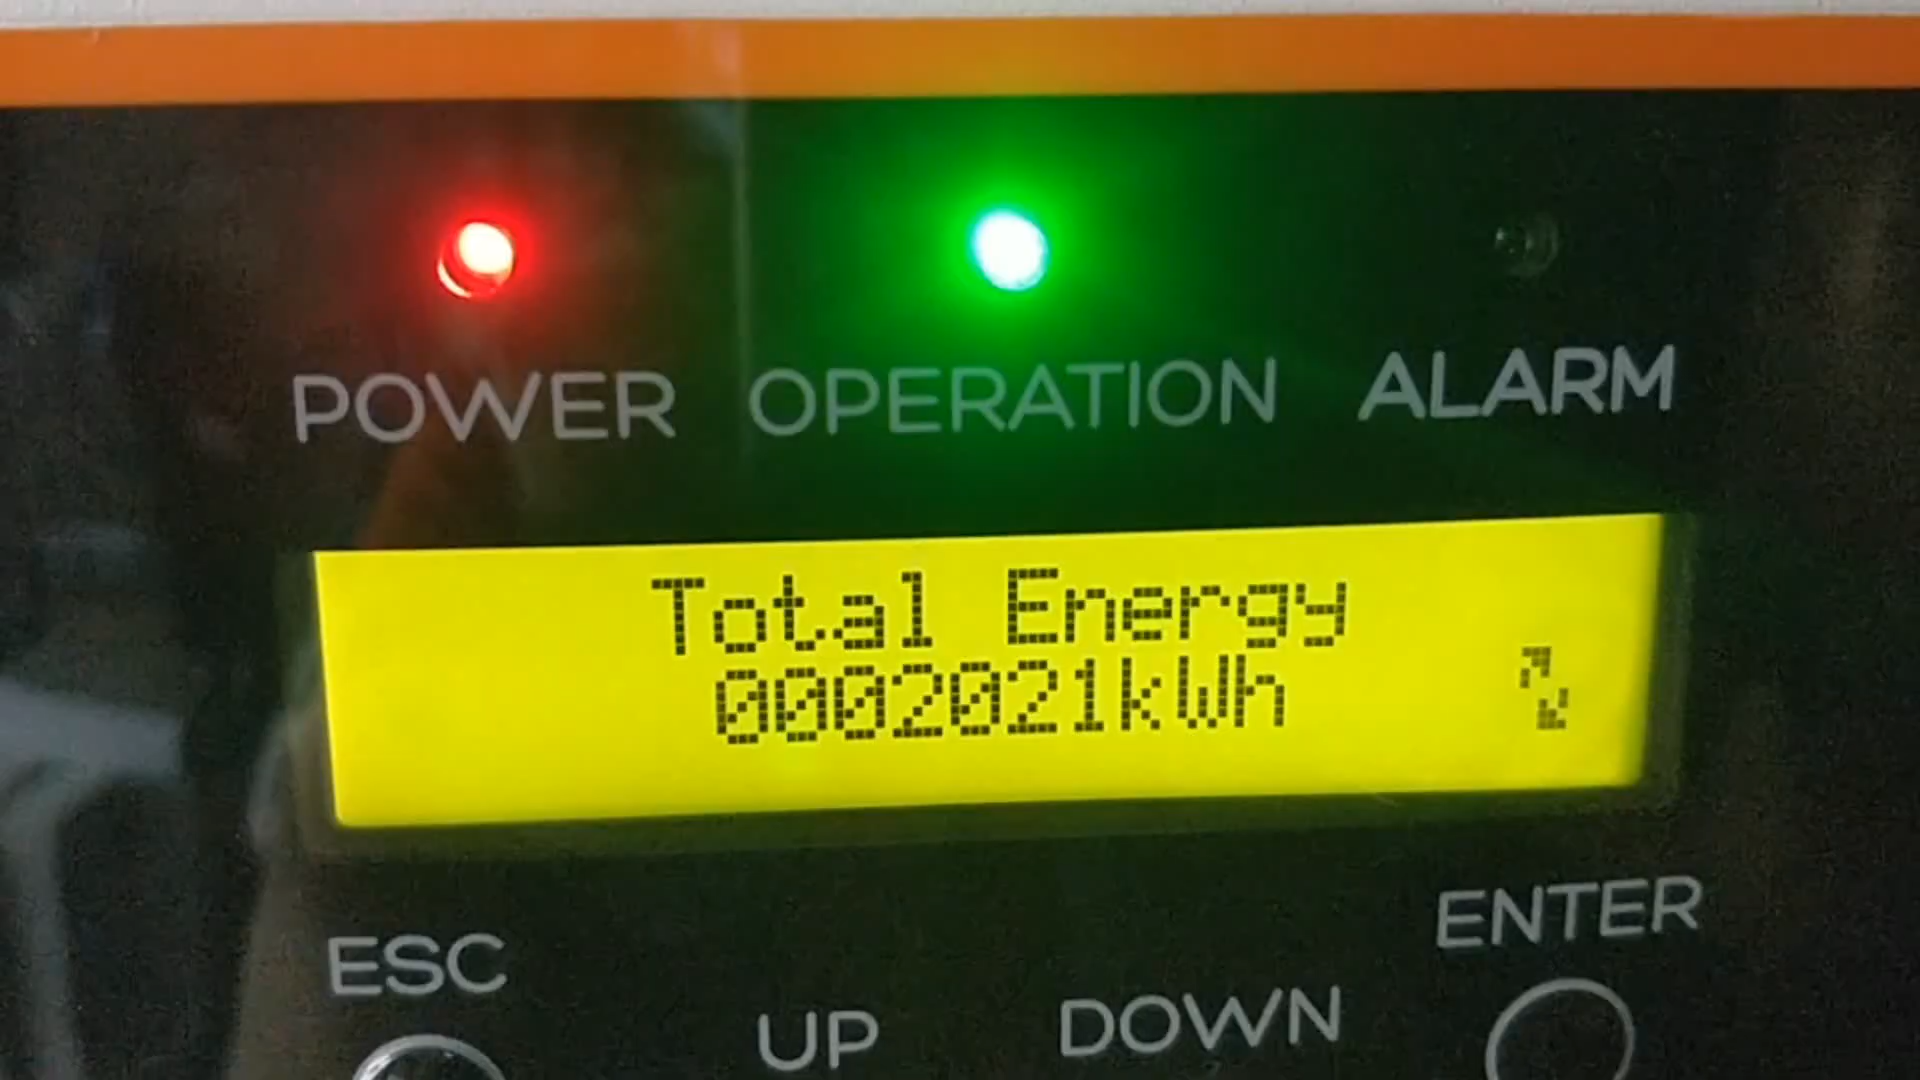 POWER OPERATION ALARM
Total Energy
0002021kWh
ESC UP DOWN ENTER